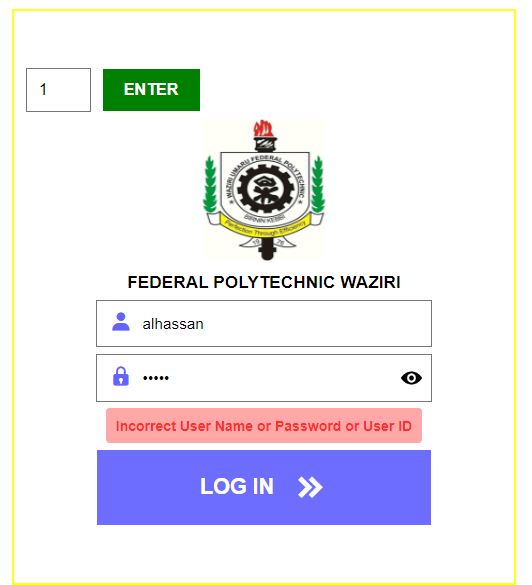 1
ENTER
WAZIRI UMARU FEDERAL POLYTECHNIC
BIRNIN KEBBI
Perfection Through Efficiency
1976
FEDERAL POLYTECHNIC WAZIRI
alhassan
•••••
Incorrect User Name or Password or User ID
LOG IN